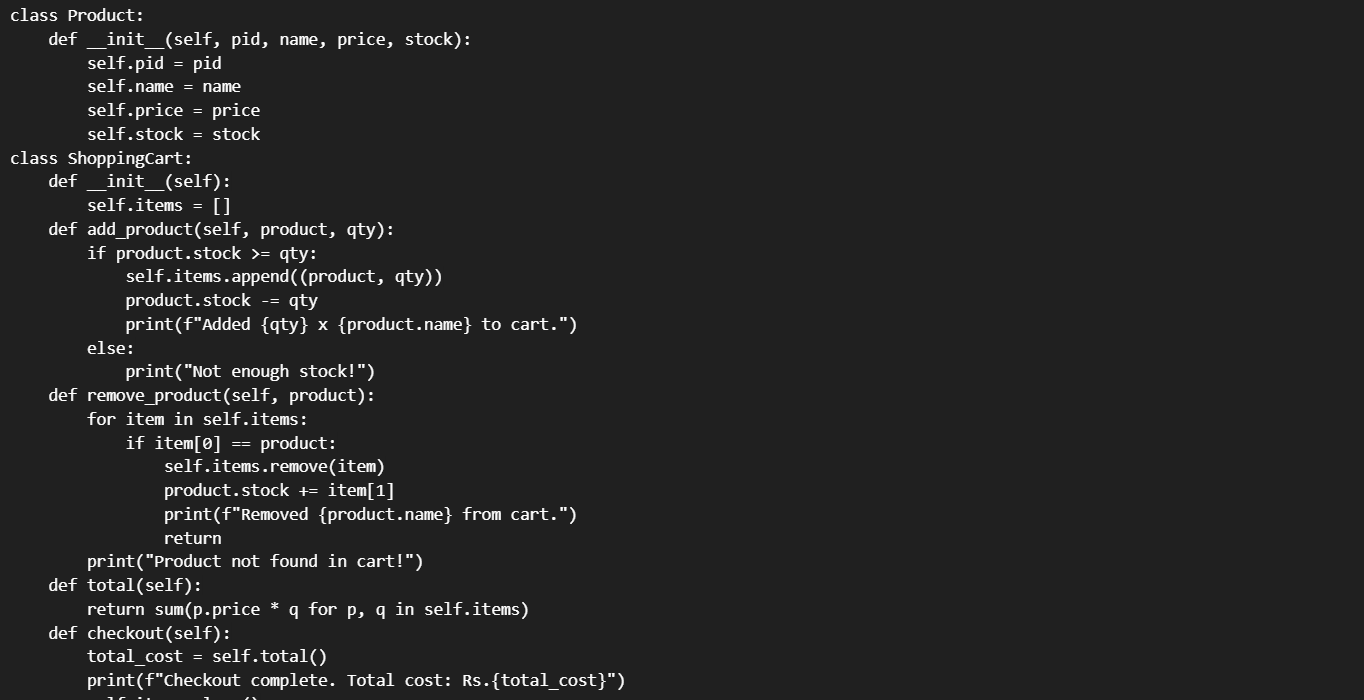 class Product:
    def __init__(self, pid, name, price, stock):
        self.pid = pid
        self.name = name
        self.price = price
        self.stock = stock
class ShoppingCart:
    def __init__(self):
        self.items = []
    def add_product(self, product, qty):
        if product.stock >= qty:
            self.items.append((product, qty))
            product.stock -= qty
            print(f"Added {qty} x {product.name} to cart.")
        else:
            print("Not enough stock!")
    def remove_product(self, product):
        for item in self.items:
            if item[0] == product:
                self.items.remove(item)
                product.stock += item[1]
                print(f"Removed {product.name} from cart.")
                return
        print("Product not found in cart!")
    def total(self):
        return sum(p.price * q for p, q in self.items)
    def checkout(self):
        total_cost = self.total()
        print(f"Checkout complete. Total cost: Rs.{total_cost}")